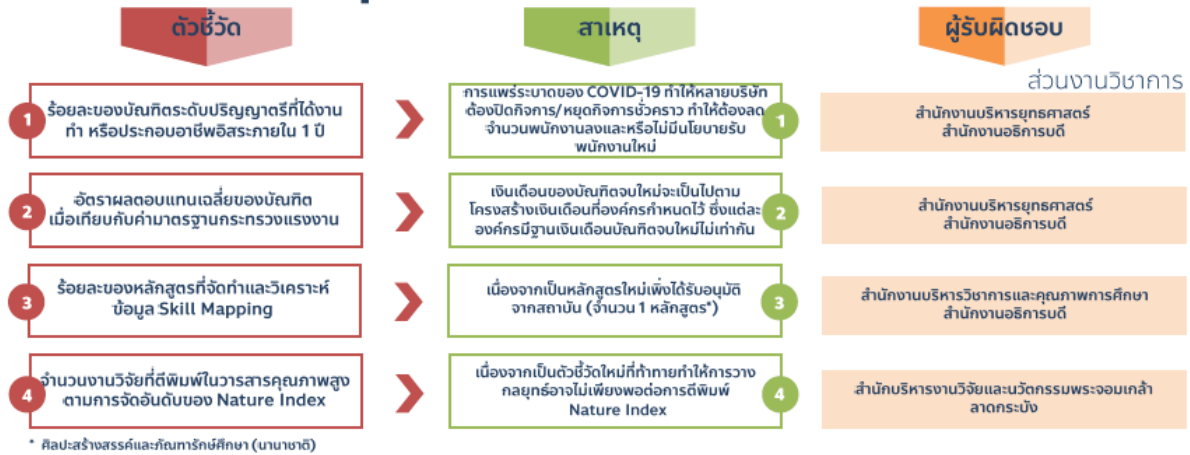 ตัวชี้วัด
สาเหตุ
ผู้รับผิดชอบ
ส่วนงานวิชาการ
1
ร้อยละของบัณฑิตระดับปริญญาตรีที่ได้งาน
ทำ หรือประกอบอาชีพอิสระภายใน 1 ปี
การแพร่ระบาดของ COVID-19 ทำให้หลายบริษัท
ต้องปิดกิจการ/หยุดกิจการชั่วคราว ทำให้ต้องลด
จำนวนพนักงานลงและหรือไม่มีนโยบายรับ
พนักงานใหม่
1
สำนักงานบริหารยุทธศาสตร์
สำนักงานอธิการบดี
2
อัตราผลตอบแทนเฉลี่ยของบัณฑิต
เมื่อเทียบกับค่ามาตรฐานกระทรวงแรงงาน
เงินเดือนของบัณฑิตจบใหม่จะเป็นไปตาม
โครงสร้างเงินเดือนที่องค์กรกำหนดไว้ ซึ่งแต่ละ
องค์กรมีฐานเงินเดือนบัณฑิตจบใหม่ไม่เท่ากัน
2
สำนักงานบริหารยุทธศาสตร์
สำนักงานอธิการบดี
3
ร้อยละของหลักสูตรที่จัดทำและวิเคราะห์
ข้อมูล Skill Mapping
เนื่องจากเป็นหลักสูตรใหม่เพิ่งได้รับอนุมัติ
จากสถาบัน (จำนวน 1 หลักสูตร*)
3
สำนักงานบริหารวิชาการและคุณภาพการศึกษา
สำนักงานอธิการบดี
4
จำนวนงานวิจัยที่ตีพิมพ์ในวารสารคุณภาพสูง
ตามการจัดอันดับของ Nature Index
เนื่องจากเป็นตัวชี้วัดใหม่ที่ท้าทายทำให้การวาง
กลยุทธ์อาจไม่เพียงพอต่อการตีพิมพ์
Nature Index
4
สำนักบริหารงานวิจัยและนวัตกรรมพระจอมเกล้า
ลาดกระบัง
* ศิลปะสร้างสรรค์และภัณฑารักษ์ศึกษา (นานาชาติ)